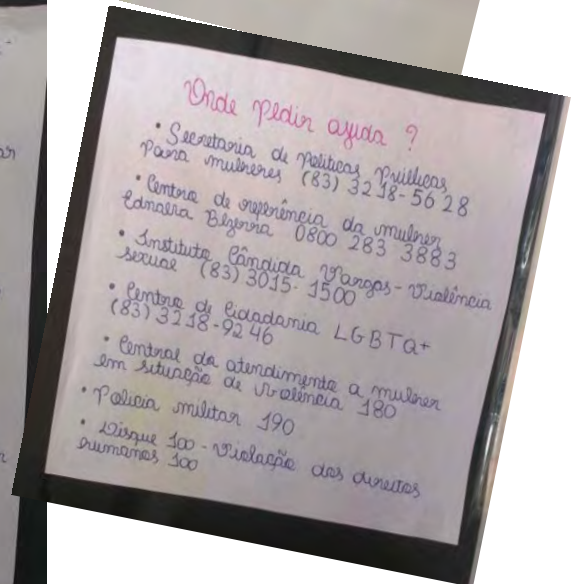 Onde pedir ajuda ?
• Secretaria de Políticas Públicas
para mulheres (83) 3218-5628
• Centro de referência da mulher
Ednalva Bezerra 0800 283 3883
• Instituto Cândida Vargas - Violência
sexual (83) 3015-1500
• Centro de Cidadania LGBTQ+
(83) 3218-9246
• Central da atendimento a mulher
em situação de violência 180
• Polícia militar 190
• Disque 100 - Violação dos direitos
humanos 100